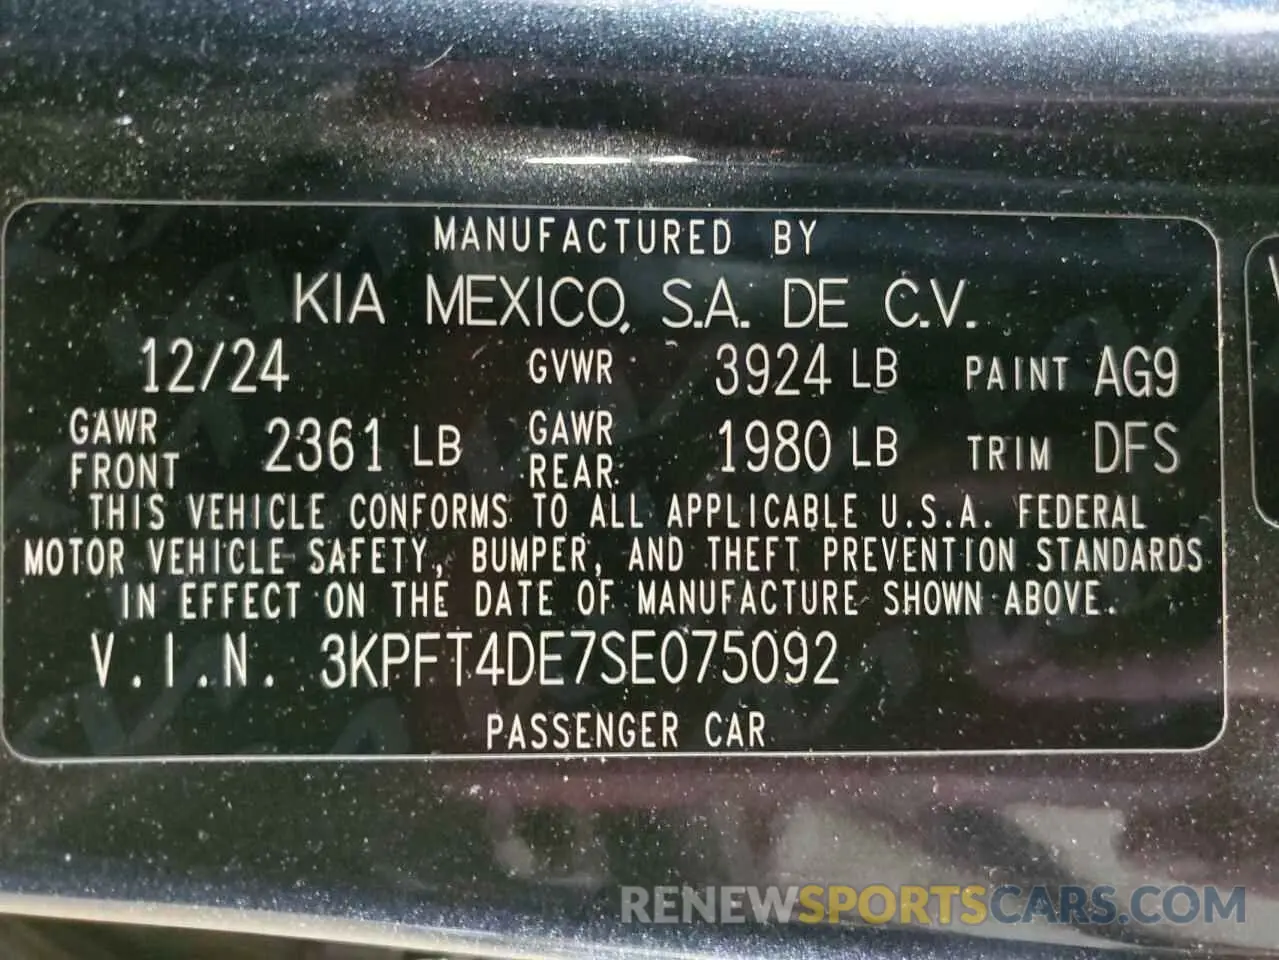 MANUFACTURED BY
KIA MEXICO, S.A. DE C.V.
12/24 GVWR 3924 LB PAINT AG9
GAWR FRONT 2361 LB GAWR REAR 1980 LB TRIM DFS
THIS VEHICLE CONFORMS TO ALL APPLICABLE U.S.A. FEDERAL
MOTOR VEHICLE SAFETY, BUMPER, AND THEFT PREVENTION STANDARDS
IN EFFECT ON THE DATE OF MANUFACTURE SHOWN ABOVE.
V.I.N. 3KPFT4DE7SE075092
PASSENGER CAR
RENEWSPORTSCARS.COM